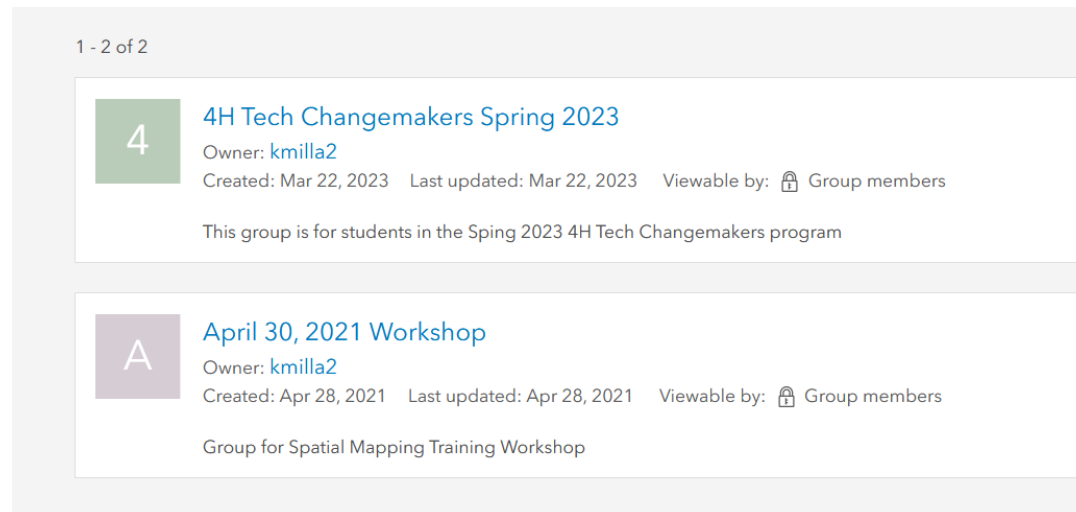 1 - 2 of 2
4
4H Tech Changemakers Spring 2023
Owner: kmilla2
Created: Mar 22, 2023 Last updated: Mar 22, 2023 Viewable by: Group members
This group is for students in the Sping 2023 4H Tech Changemakers program
A
April 30, 2021 Workshop
Owner: kmilla2
Created: Apr 28, 2021 Last updated: Apr 28, 2021 Viewable by: Group members
Group for Spatial Mapping Training Workshop